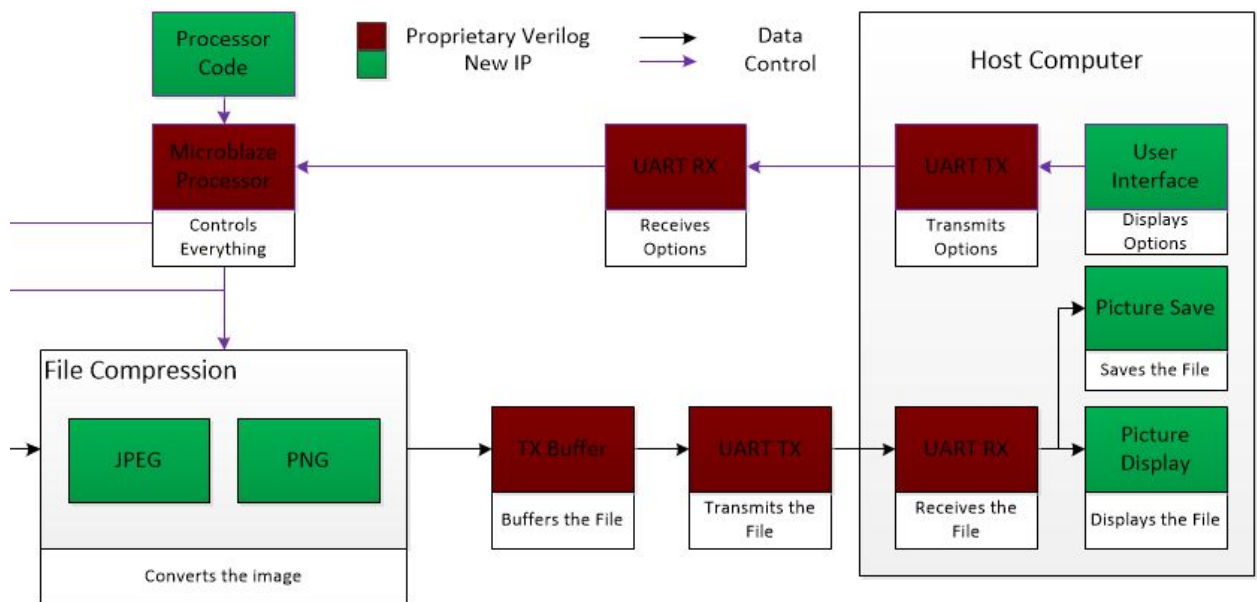 Processor
Code
Proprietary Verilog
New IP
Data
Control
Host Computer
Microblaze
Processor
Controls
Everything
UART RX
Receives
Options
UART TX
Transmits
Options
User
Interface
Displays
Options
Picture Save
Saves the File
File Compression
JPEG
PNG
Converts the image
TX Buffer
Buffers the File
UART TX
Transmits the
File
UART RX
Receives the
File
Picture
Display
Displays the File